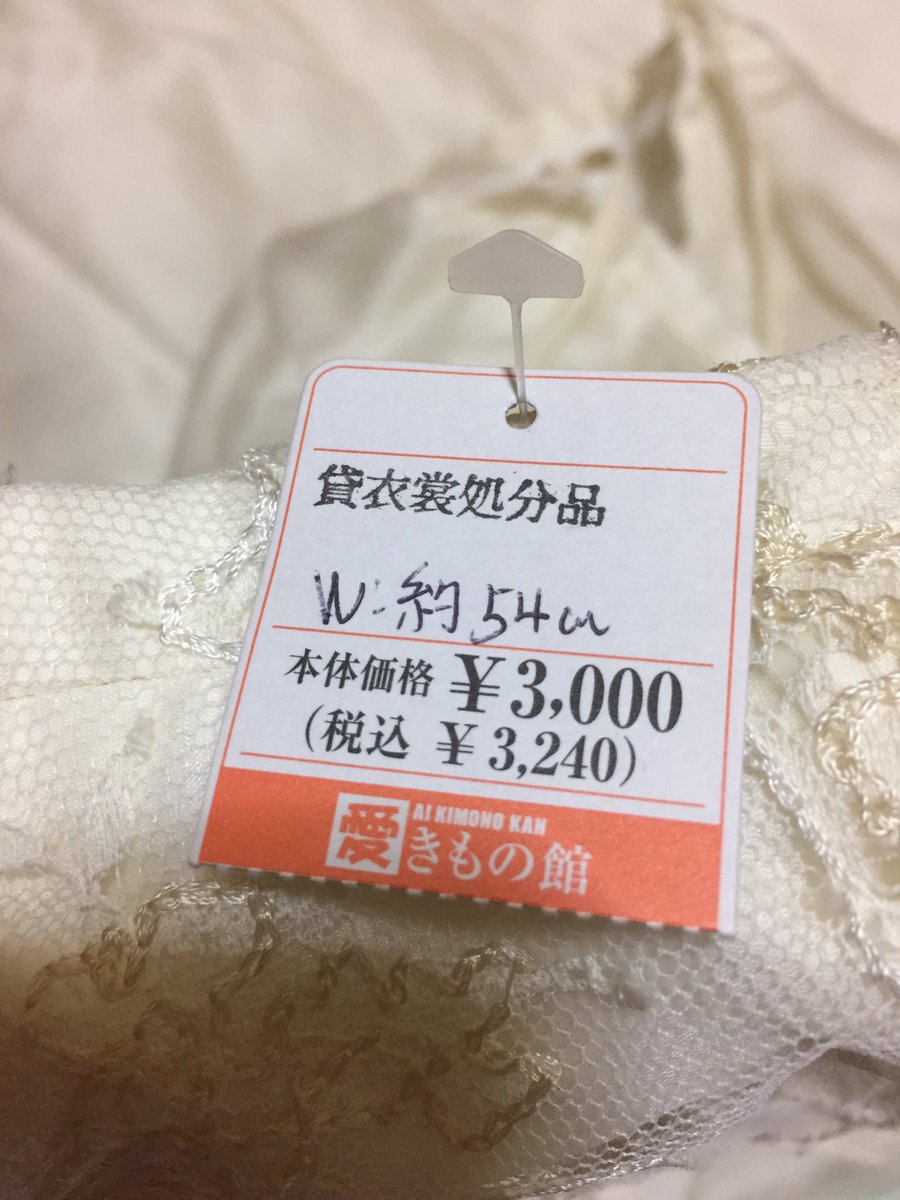 貸衣裳処分品
W:約54cm
本体価格 ¥3,000
(税込 ¥3,240)
愛 AI KIMONO KAN
きもの館